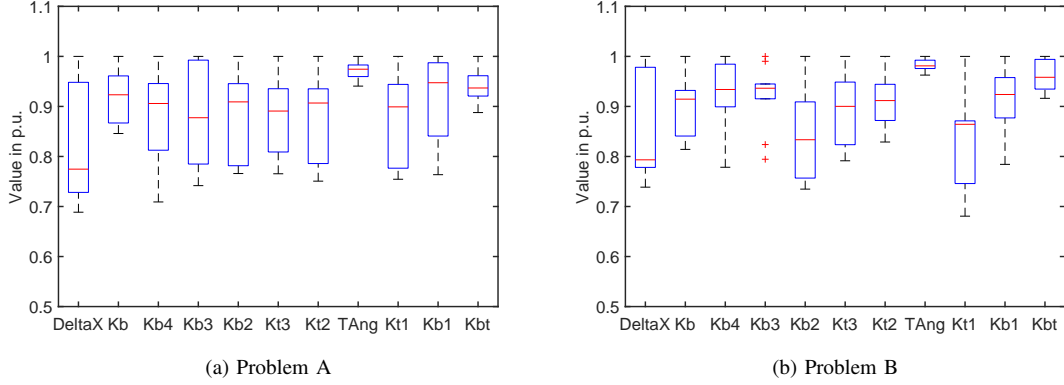 1.1
1
0.9
0.8
0.7
0.6
0.5
Value in p.u.
DeltaX Kb Kb4 Kb3 Kb2 Kt3 Kt2 TAng Kt1 Kb1 Kbt
(a) Problem A
1.1
1
0.9
0.8
0.7
0.6
0.5
Value in p.u.
DeltaX Kb Kb4 Kb3 Kb2 Kt3 Kt2 TAng Kt1 Kb1 Kbt
(b) Problem B